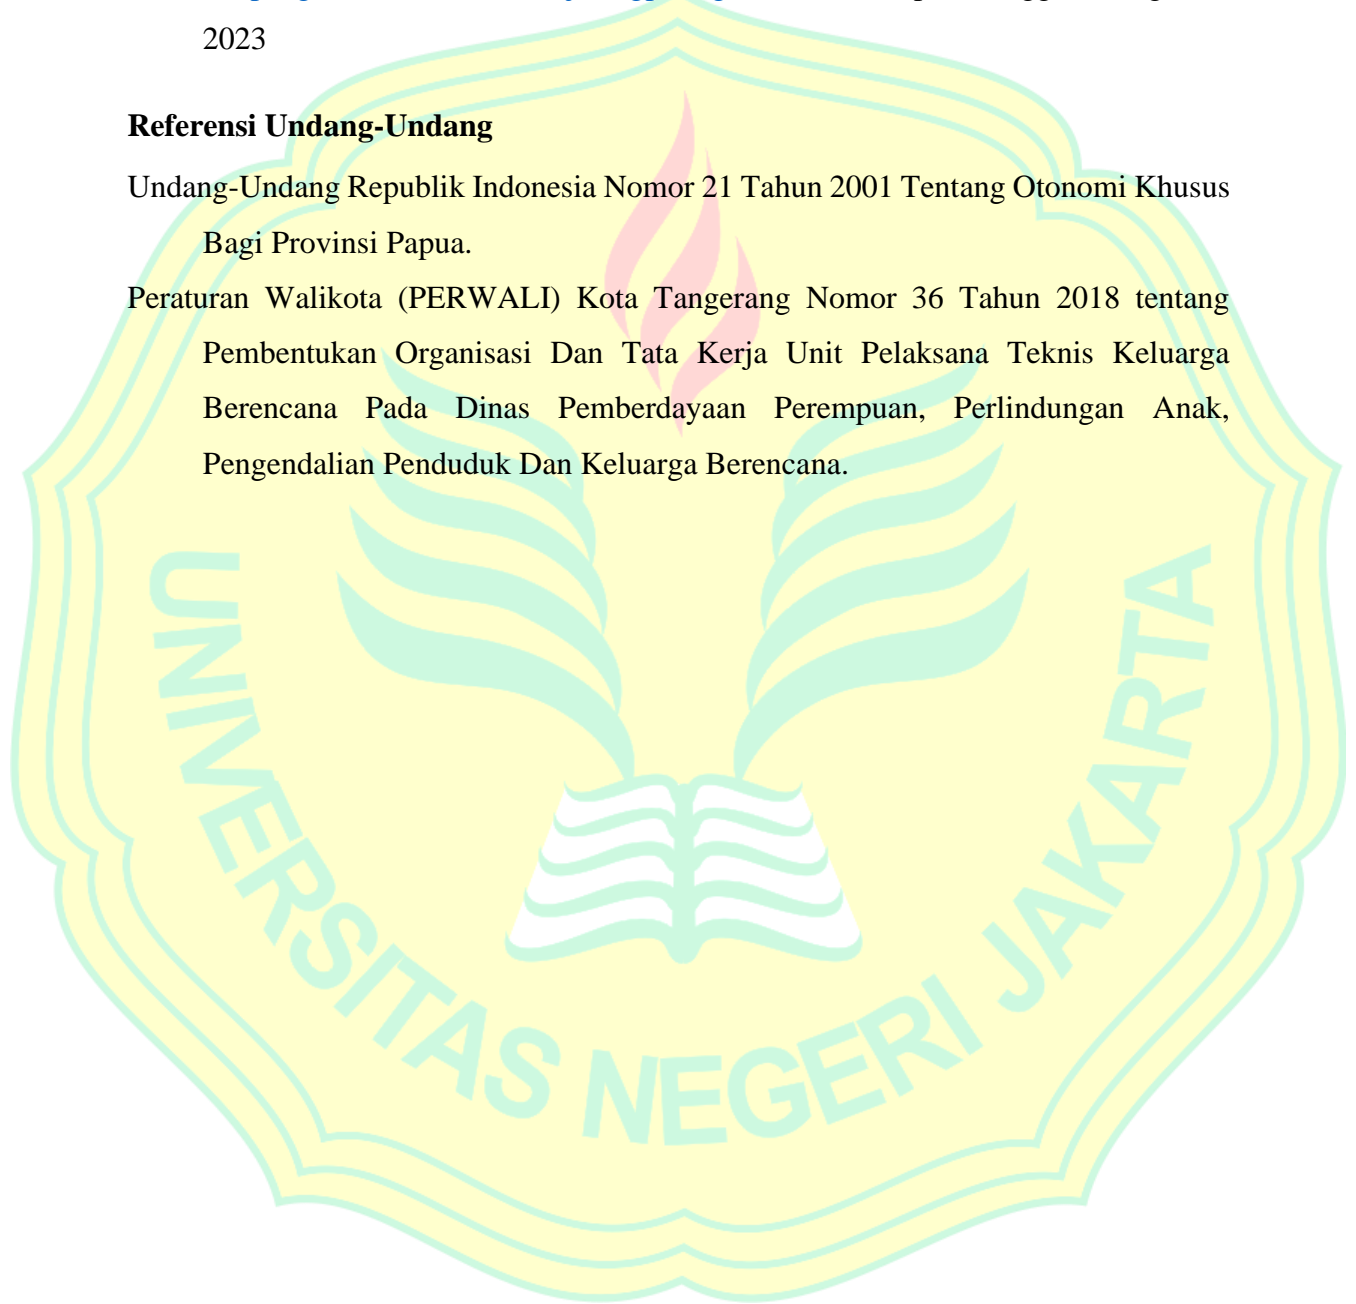 2023
Referensi Undang-Undang
Undang-Undang Republik Indonesia Nomor 21 Tahun 2001 Tentang Otonomi Khusus
Bagi Provinsi Papua.
Peraturan Walikota (PERWALI) Kota Tangerang Nomor 36 Tahun 2018 tentang
Pembentukan Organisasi Dan Tata Kerja Unit Pelaksana Teknis Keluarga
Berencana Pada Dinas Pemberdayaan Perempuan, Perlindungan Anak,
Pengendalian Penduduk Dan Keluarga Berencana.
UNIVERSITAS NEGERI JAKARTA